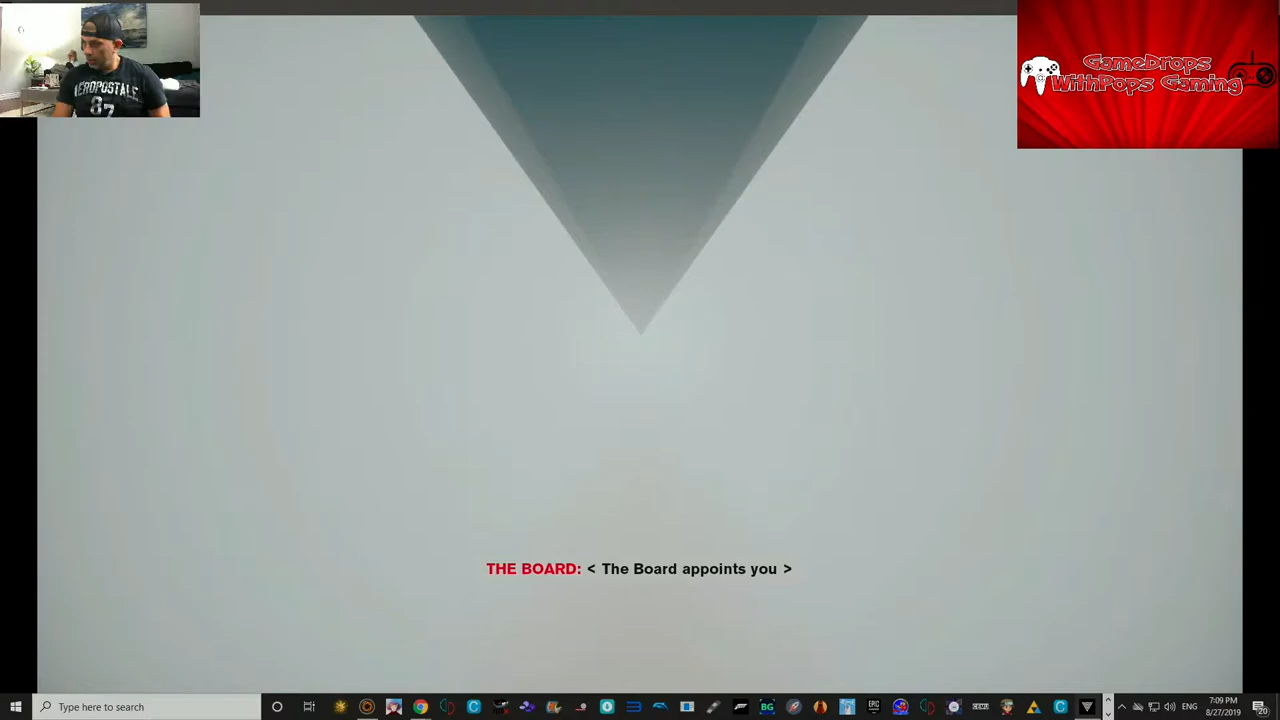 AEROPOSTALE
87
GameDrops
WithPops Gaming
THE BOARD: < The Board appoints you >
Type here to search
7:09 PM
8/27/2019
20